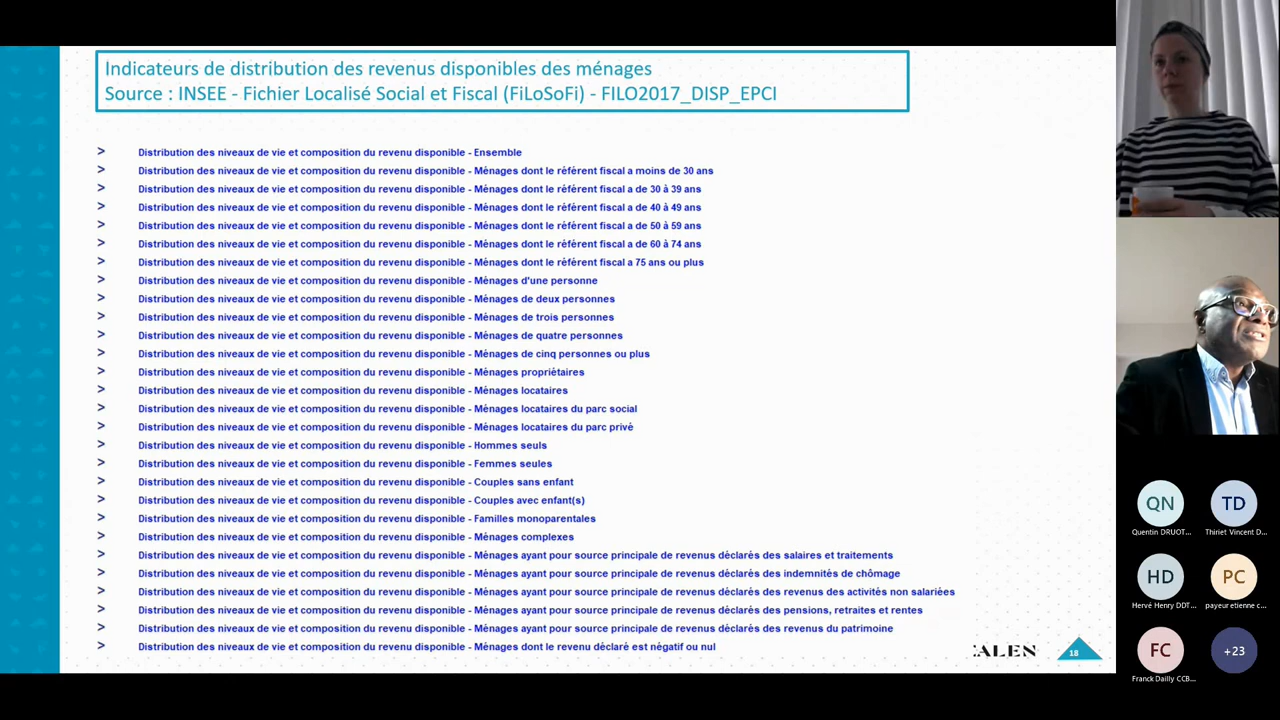 Indicateurs de distribution des revenus disponibles des ménages
Source : INSEE - Fichier Localisé Social et Fiscal (FiLoSoFi) - FILO2017_DISP_EPCI
> Distribution des niveaux de vie et composition du revenu disponible - Ensemble
> Distribution des niveaux de vie et composition du revenu disponible - Ménages dont le référent fiscal a moins de 30 ans
> Distribution des niveaux de vie et composition du revenu disponible - Ménages dont le référent fiscal a de 30 à 39 ans
> Distribution des niveaux de vie et composition du revenu disponible - Ménages dont le référent fiscal a de 40 à 49 ans
> Distribution des niveaux de vie et composition du revenu disponible - Ménages dont le référent fiscal a de 50 à 59 ans
> Distribution des niveaux de vie et composition du revenu disponible - Ménages dont le référent fiscal a de 60 à 74 ans
> Distribution des niveaux de vie et composition du revenu disponible - Ménages dont le référent fiscal a 75 ans ou plus
> Distribution des niveaux de vie et composition du revenu disponible - Ménages d'une personne
> Distribution des niveaux de vie et composition du revenu disponible - Ménages de deux personnes
> Distribution des niveaux de vie et composition du revenu disponible - Ménages de trois personnes
> Distribution des niveaux de vie et composition du revenu disponible - Ménages de quatre personnes
> Distribution des niveaux de vie et composition du revenu disponible - Ménages de cinq personnes ou plus
> Distribution des niveaux de vie et composition du revenu disponible - Ménages propriétaires
> Distribution des niveaux de vie et composition du revenu disponible - Ménages locataires
> Distribution des niveaux de vie et composition du revenu disponible - Ménages locataires du parc social
> Distribution des niveaux de vie et composition du revenu disponible - Ménages locataires du parc privé
> Distribution des niveaux de vie et composition du revenu disponible - Hommes seuls
> Distribution des niveaux de vie et composition du revenu disponible - Femmes seules
> Distribution des niveaux de vie et composition du revenu disponible - Couples sans enfant
> Distribution des niveaux de vie et composition du revenu disponible - Couples avec enfant(s)
> Distribution des niveaux de vie et composition du revenu disponible - Familles monoparentales
> Distribution des niveaux de vie et composition du revenu disponible - Ménages complexes
> Distribution des niveaux de vie et composition du revenu disponible - Ménages ayant pour source principale de revenus déclarés des salaires et traitements
> Distribution des niveaux de vie et composition du revenu disponible - Ménages ayant pour source principale de revenus déclarés des indemnités de chômage
> Distribution des niveaux de vie et composition du revenu disponible - Ménages ayant pour source principale de revenus déclarés des revenus des activités non salariées
> Distribution des niveaux de vie et composition du revenu disponible - Ménages ayant pour source principale de revenus déclarés des pensions, retraites et rentes
> Distribution des niveaux de vie et composition du revenu disponible - Ménages ayant pour source principale de revenus déclarés des revenus du patrimoine
> Distribution des niveaux de vie et composition du revenu disponible - Ménages dont le revenu déclaré est négatif ou nul
ALEN
18
QN TD
Quentin DRUOT... Thiriet Vincent D...
HD PC
Hervé Henry DDT... payeur etienne c...
FC +23
Franck Dailly CCB...